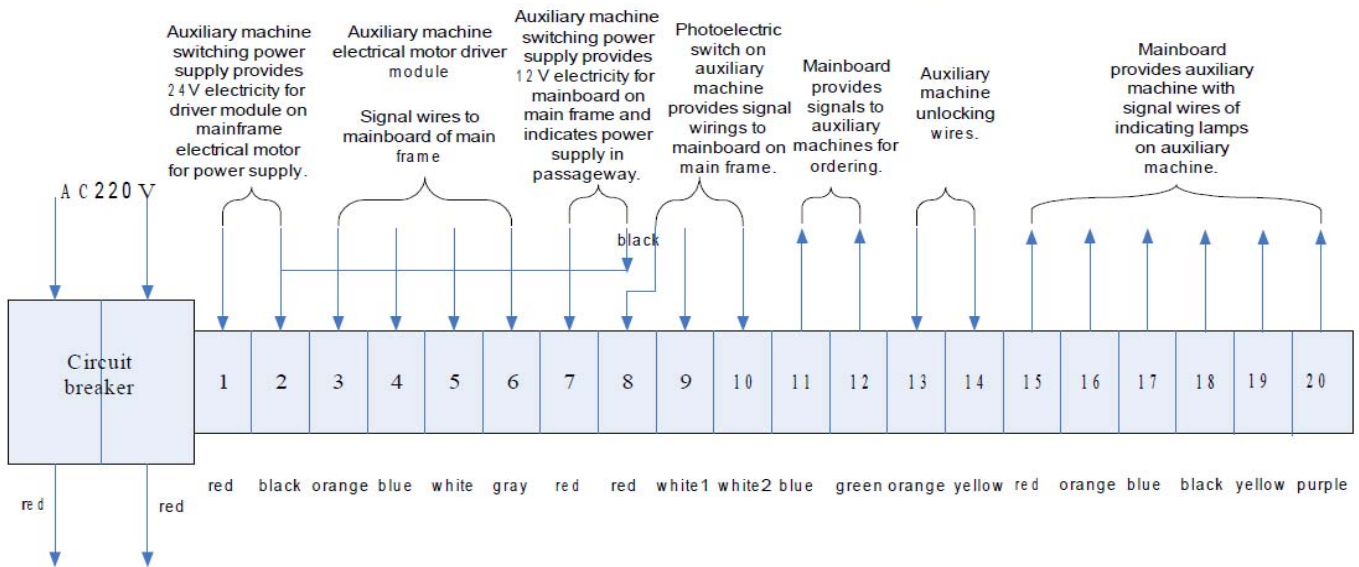 Auxiliary machine
switching power
supply provides
24V electricity for
driver module on
mainframe
electrical motor
for power supply.
Auxiliary machine
electrical motor driver
module
Signal wires to
mainboard of main
frame
Auxiliary machine
switching power
supply provides
12V electricity for
mainboard on
main frame and
indicates power
supply in
passageway.
Photoelectric
switch on
auxiliary
machine
provides signal
wirings to
mainboard on
main frame.
Mainboard
provides
signals to
auxiliary
machines for
ordering.
Auxiliary
machine
unlocking
wires.
Mainboard
provides auxiliary
machine with
signal wires of
indicating lamps
on auxiliary
machine.
AC220V
black
Circuit
breaker
1 2 3 4 5 6 7 8 9 10 11 12 13 14 15 16 17 18 19 20
red black orange blue white gray red red white1 white2 blue green orange yellow red orange blue black yellow purple
red red